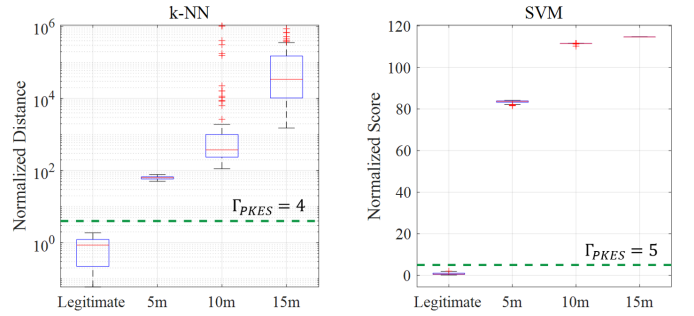 k-NN
Normalized Distance
10^6
10^4
10^2
10^0
Γ_PKES = 4
Legitimate 5m 10m 15m
SVM
Normalized Score
120
100
80
60
40
20
0
Γ_PKES = 5
Legitimate 5m 10m 15m